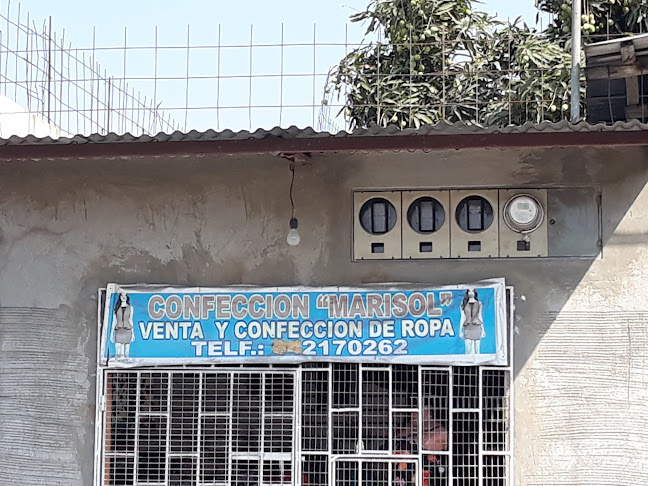 CONFECCION "MARISOL"
VENTA Y CONFECCION DE ROPA
TELF.: 2170262